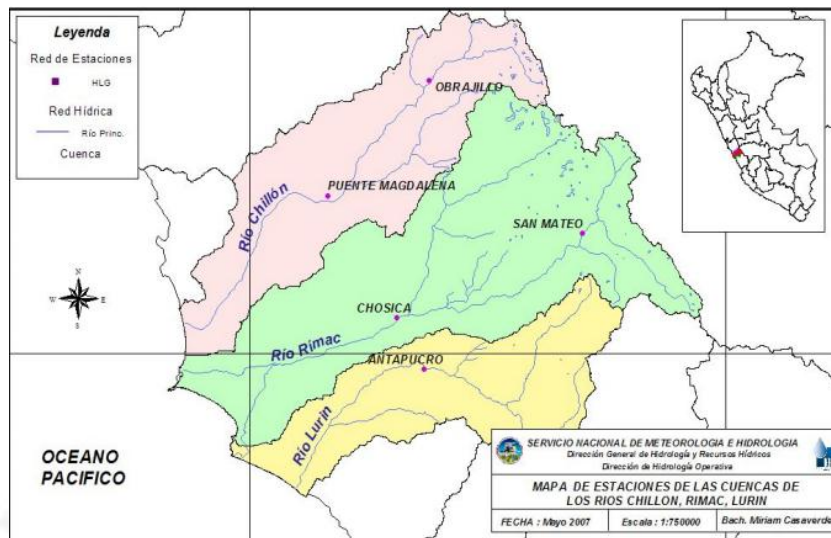 Leyenda
Red de Estaciones
HLG
Red Hídrica
Río Princ.
Cuenca
OBRAJILLO
PUENTE MAGDALENA
Río Chillón
SAN MATEO
N
W E
S
CHOSICA
Río Rimac
ANTAPUCRO
Río Lurin
OCEANO
PACIFICO
SERVICIO NACIONAL DE METEOROLOGIA E HIDROLOGIA
Dirección General de Hidrología y Recursos Hídricos
Dirección de Hidrología Operativa
MAPA DE ESTACIONES DE LAS CUENCAS DE
LOS RIOS CHILLON, RIMAC, LURIN
FECHA : Mayo 2007 Escala : 1:750000 Bach. Miriam Casaverde